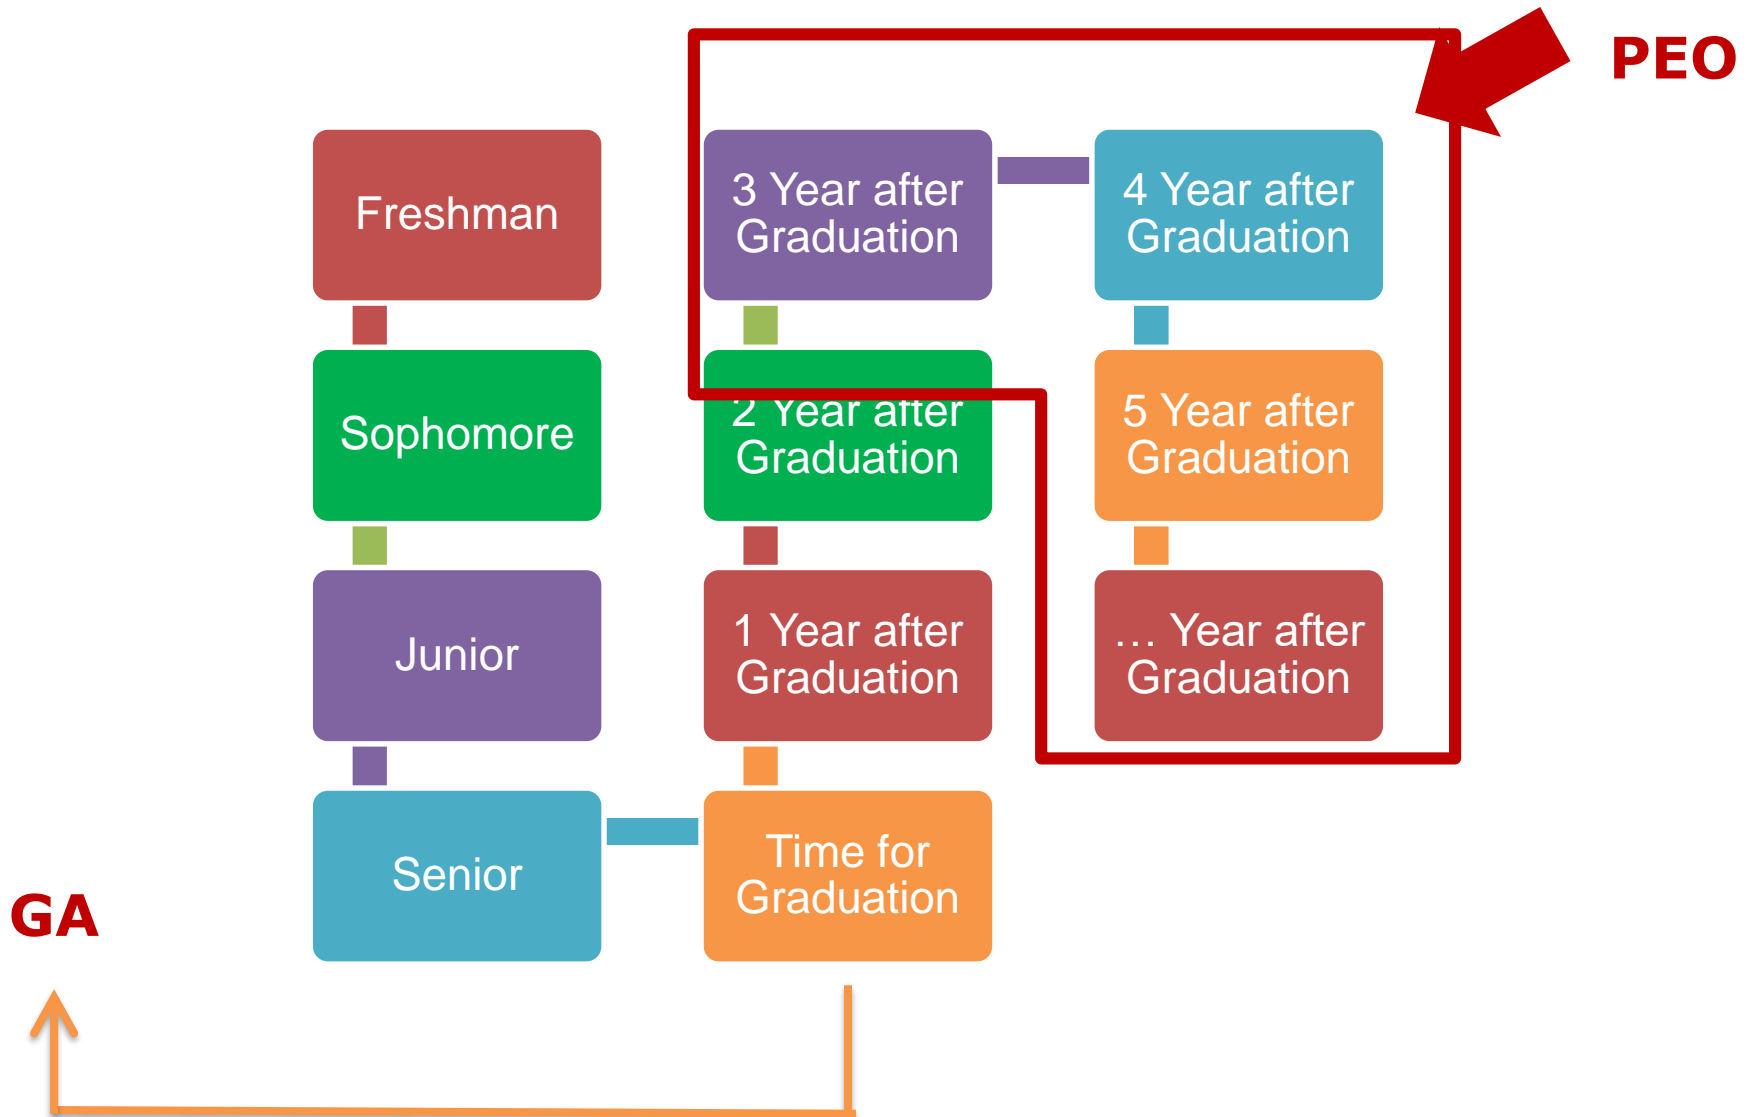 PEO
Freshman
Sophomore
Junior
Senior
3 Year after
Graduation
2 Year after
Graduation
1 Year after
Graduation
Time for
Graduation
4 Year after
Graduation
5 Year after
Graduation
… Year after
Graduation
GA